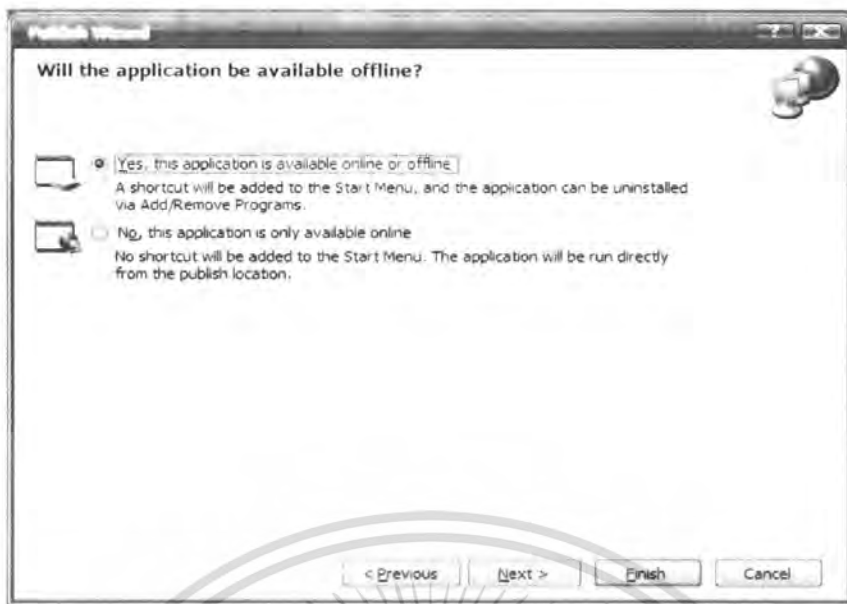 Publish Wizard
Will the application be available offline?
Yes, this application is available online or offline
A shortcut will be added to the Start Menu, and the application can be uninstalled
via Add/Remove Programs.
No, this application is only available online
No shortcut will be added to the Start Menu. The application will be run directly
from the publish location.
< Previous Next > Finish Cancel